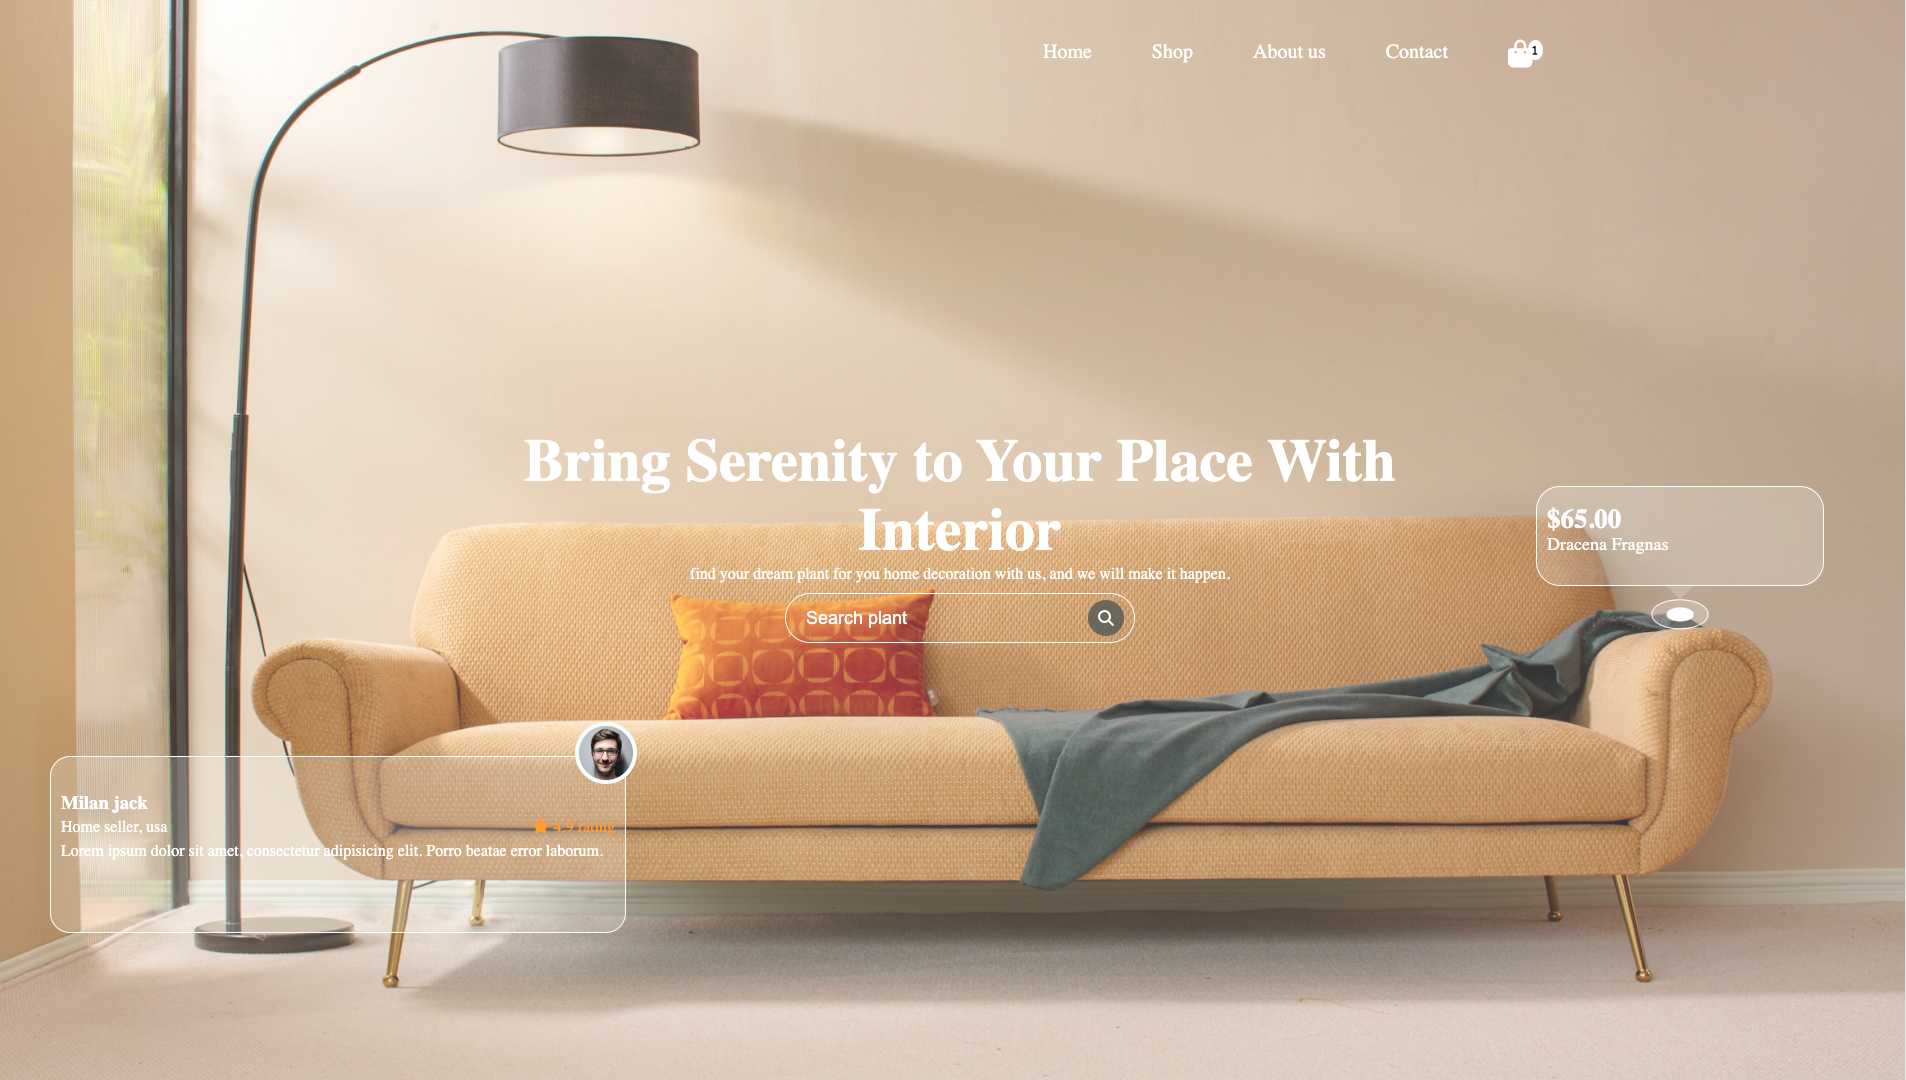 Home
Shop
About us
Contact
1
Bring Serenity to Your Place With
Interior
find your dream plant for you home decoration with us, and we will make it happen.
Search plant
$65.00
Dracena Fragnas
Milan jack
Home seller, usa
4.9 rating
Lorem ipsum dolor sit amet, consectetur adipisicing elit. Porro beatae error laborum.